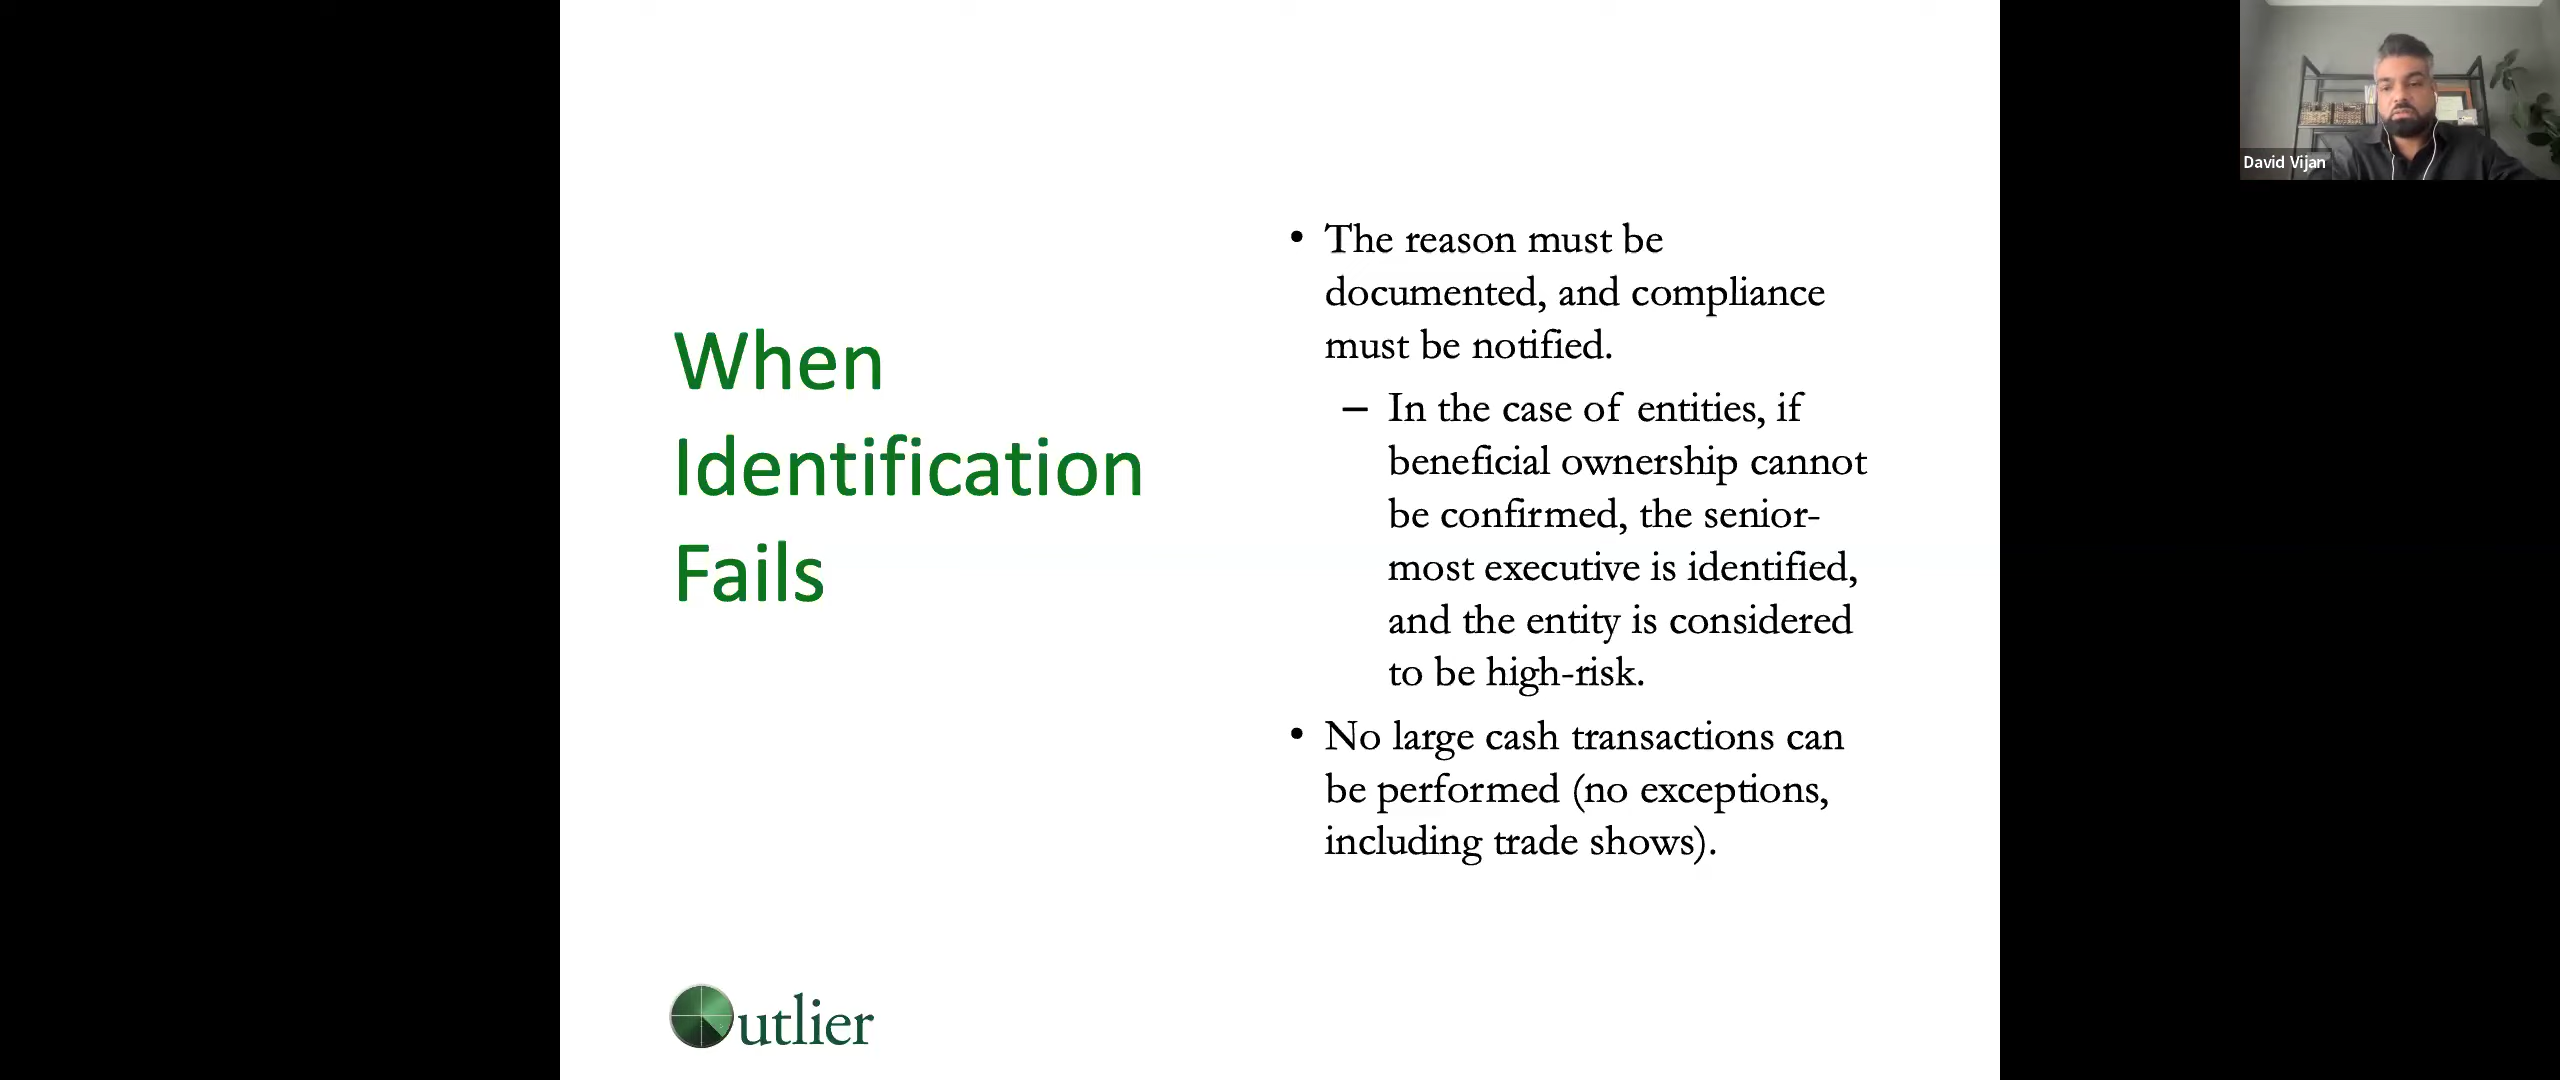 When
Identification
Fails
• The reason must be
documented, and compliance
must be notified.
– In the case of entities, if
beneficial ownership cannot
be confirmed, the senior-
most executive is identified,
and the entity is considered
to be high-risk.
• No large cash transactions can
be performed (no exceptions,
including trade shows).
Outlier
David Vijan